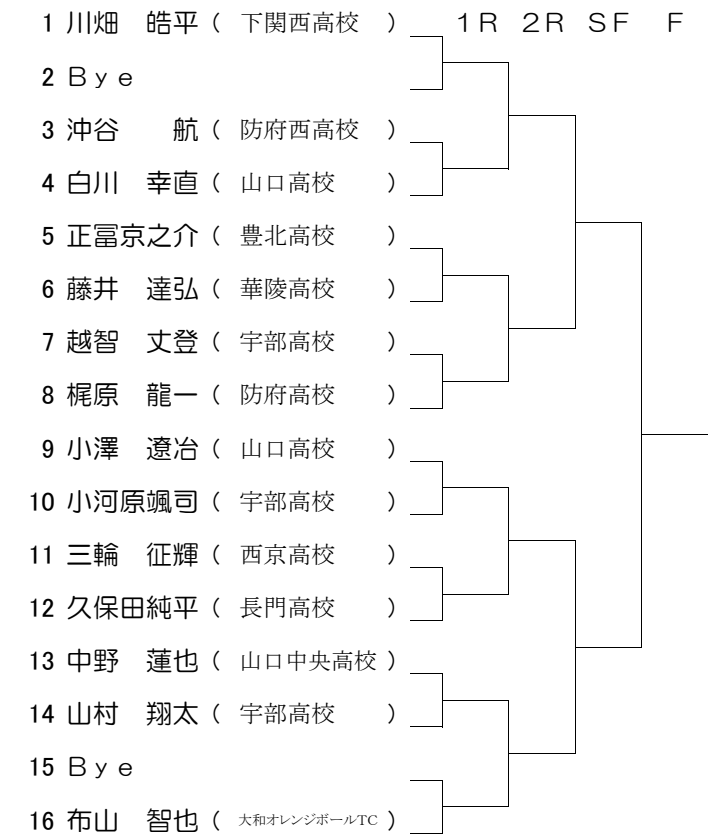 1 川畑　皓平 （ 下関西高校 ） １Ｒ ２Ｒ ＳＦ Ｆ
2 Ｂｙｅ
3 沖谷　　航 （ 防府西高校 ）
4 白川　幸直 （ 山口高校 ）
5 正冨京之介 （ 豊北高校 ）
6 藤井　達弘 （ 華陵高校 ）
7 越智　丈登 （ 宇部高校 ）
8 梶原　龍一 （ 防府高校 ）
9 小澤　遼冶 （ 山口高校 ）
10 小河原颯司 （ 宇部高校 ）
11 三輪　征輝 （ 西京高校 ）
12 久保田純平 （ 長門高校 ）
13 中野　蓮也 （ 山口中央高校 ）
14 山村　翔太 （ 宇部高校 ）
15 Ｂｙｅ
16 布山　智也 （ 大和オレンジボールTC ）